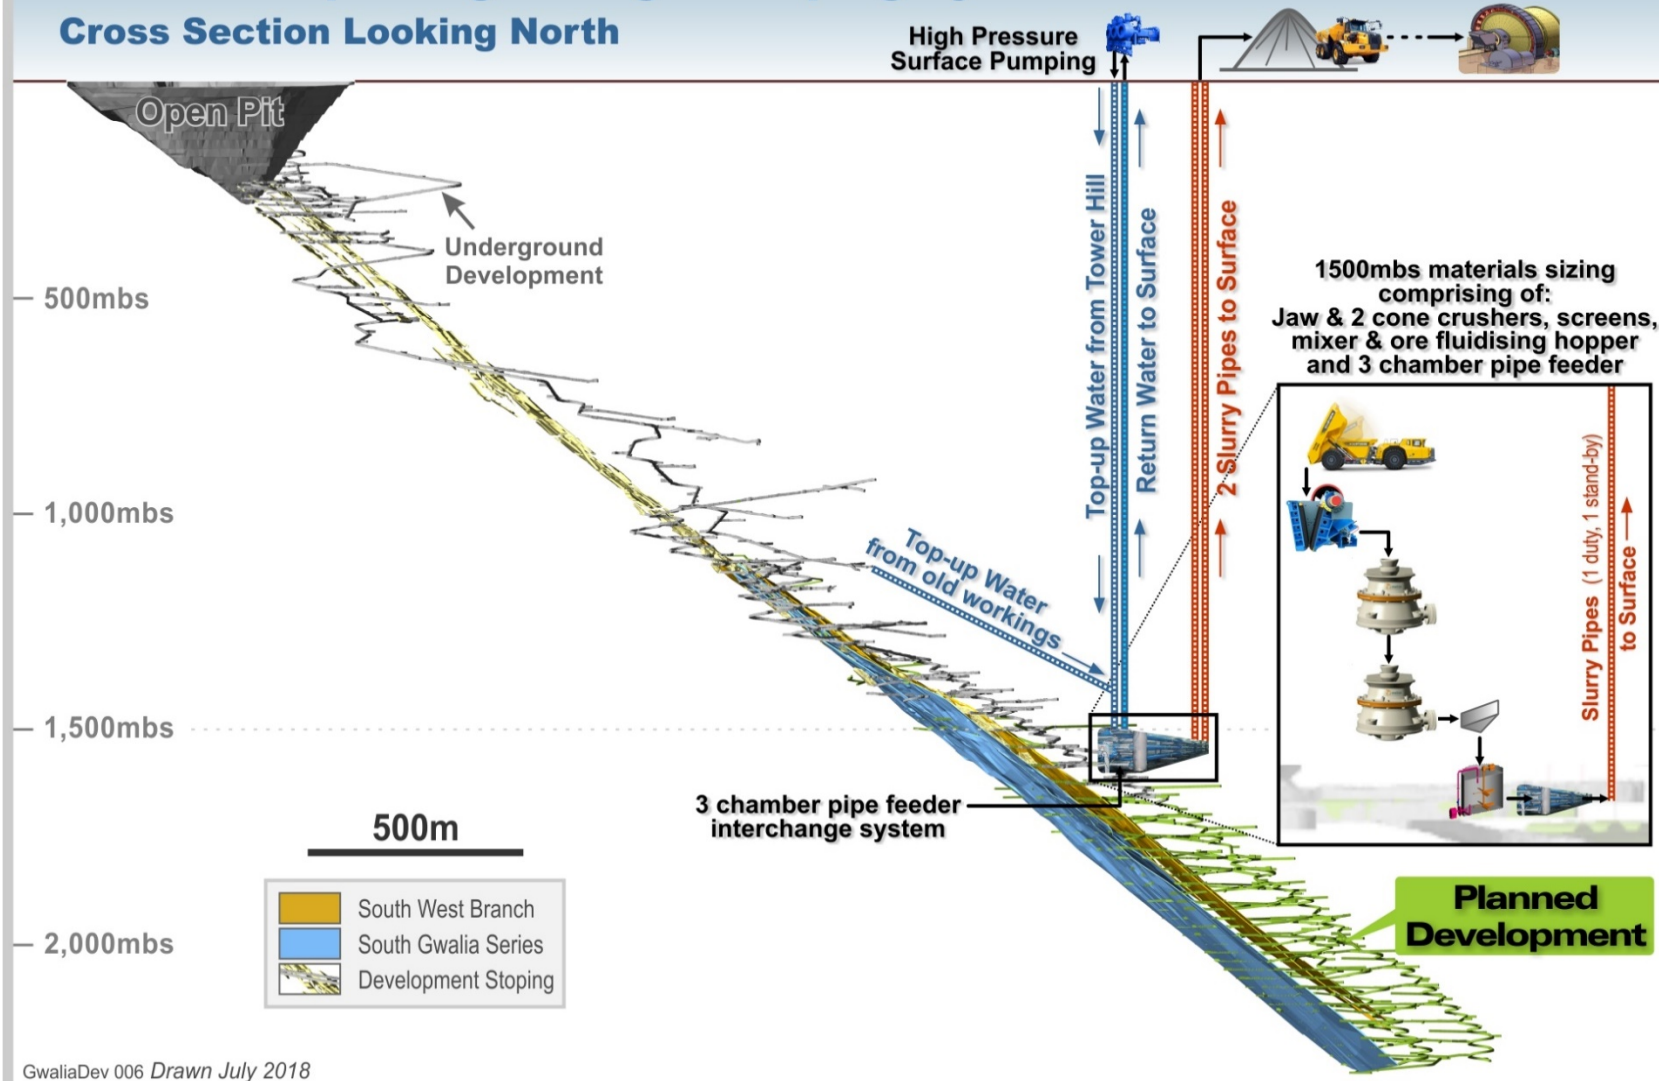 Cross Section Looking North
High Pressure
Surface Pumping
Open Pit
Underground
Development
500mbs
1,000mbs
1,500mbs
2,000mbs
Top-up Water from Tower Hill
Return Water to Surface
2 Slurry Pipes to Surface
Top-up Water
from old workings
1500mbs materials sizing
comprising of:
Jaw & 2 cone crushers, screens,
mixer & ore fluidising hopper
and 3 chamber pipe feeder
Slurry Pipes (1 duty, 1 stand-by)
to Surface
3 chamber pipe feeder
interchange system
500m
South West Branch
South Gwalia Series
Development Stoping
Planned
Development
GwaliaDev 006 Drawn July 2018